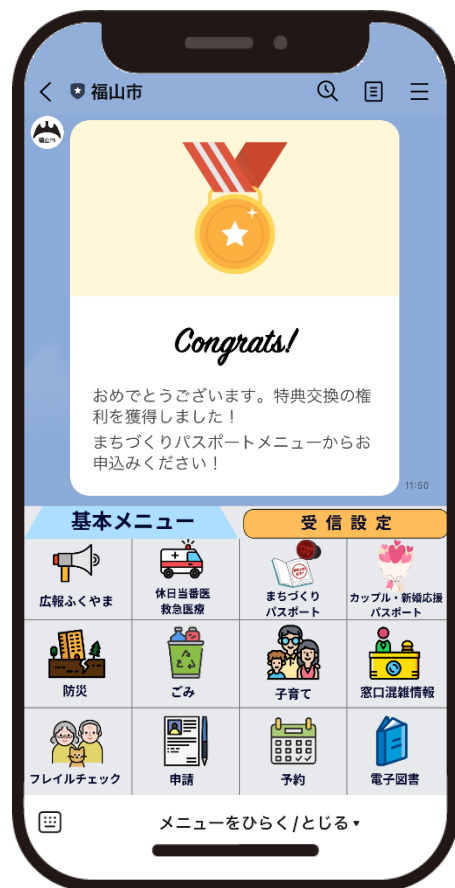 福山市
福山市
Congrats!
おめでとうございます。特典交換の権
利を獲得しました！
まちづくりパスポートメニューからお
申込みください！
11:50
基本メニュー
受信設定
広報ふくやま
休日当番医
救急医療
まちづくり
パスポート
カップル・新婚応援
パスポート
防災
ごみ
子育て
窓口混雑情報
フレイルチェック
申請
予約
電子図書
メニューをひらく/とじる▾